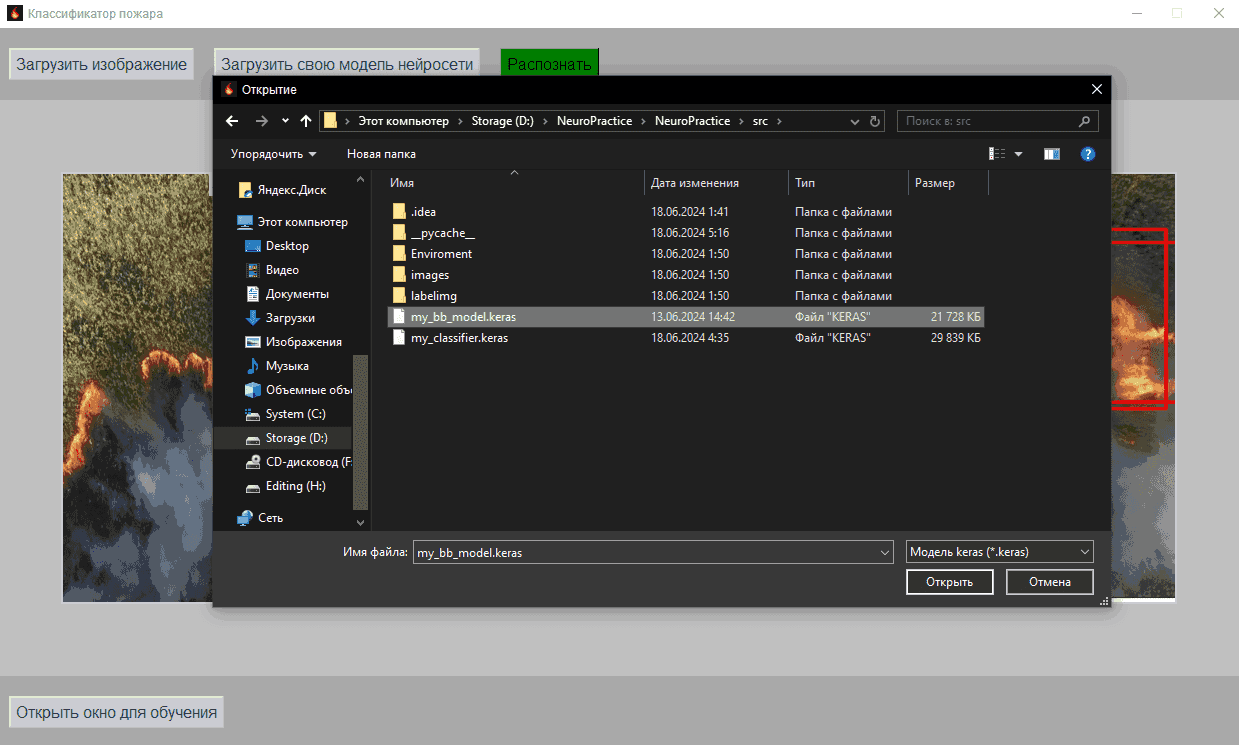 Классификатор пожара
Загрузить изображение
Загрузить свою модель нейросети
Распознать
Открытие
Этот компьютер › Storage (D:) › NeuroPractice › NeuroPractice › src ›
Поиск в: src
Упорядочить
Новая папка
Яндекс.Диск
Этот компьютер
Desktop
Видео
Документы
Загрузки
Изображения
Музыка
Объемные объ
System (C:)
Storage (D:)
CD-дисковод (F:
Editing (H:)
Сеть
Имя Дата изменения Тип Размер
.idea 18.06.2024 1:41 Папка с файлами
__pycache__ 18.06.2024 5:16 Папка с файлами
Enviroment 18.06.2024 1:50 Папка с файлами
images 18.06.2024 1:50 Папка с файлами
labelimg 18.06.2024 1:50 Папка с файлами
my_bb_model.keras 13.06.2024 14:42 Файл "KERAS" 21 728 КБ
my_classifier.keras 18.06.2024 4:35 Файл "KERAS" 29 839 КБ
Имя файла: my_bb_model.keras
Модель keras (*.keras)
Открыть
Отмена
Открыть окно для обучения